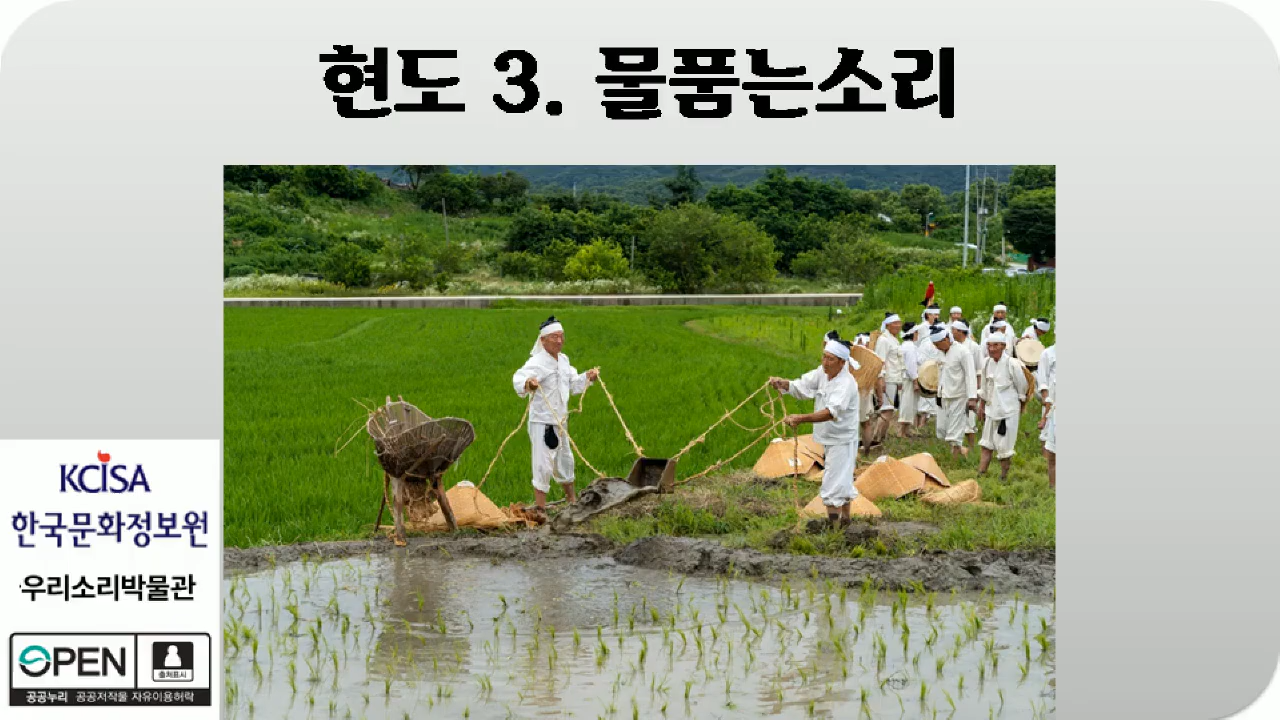 현도 3. 물품는소리
KCISA
한국문화정보원
우리소리박물관
OPEN
출처표시
공공누리 공공저작물 자유이용허락